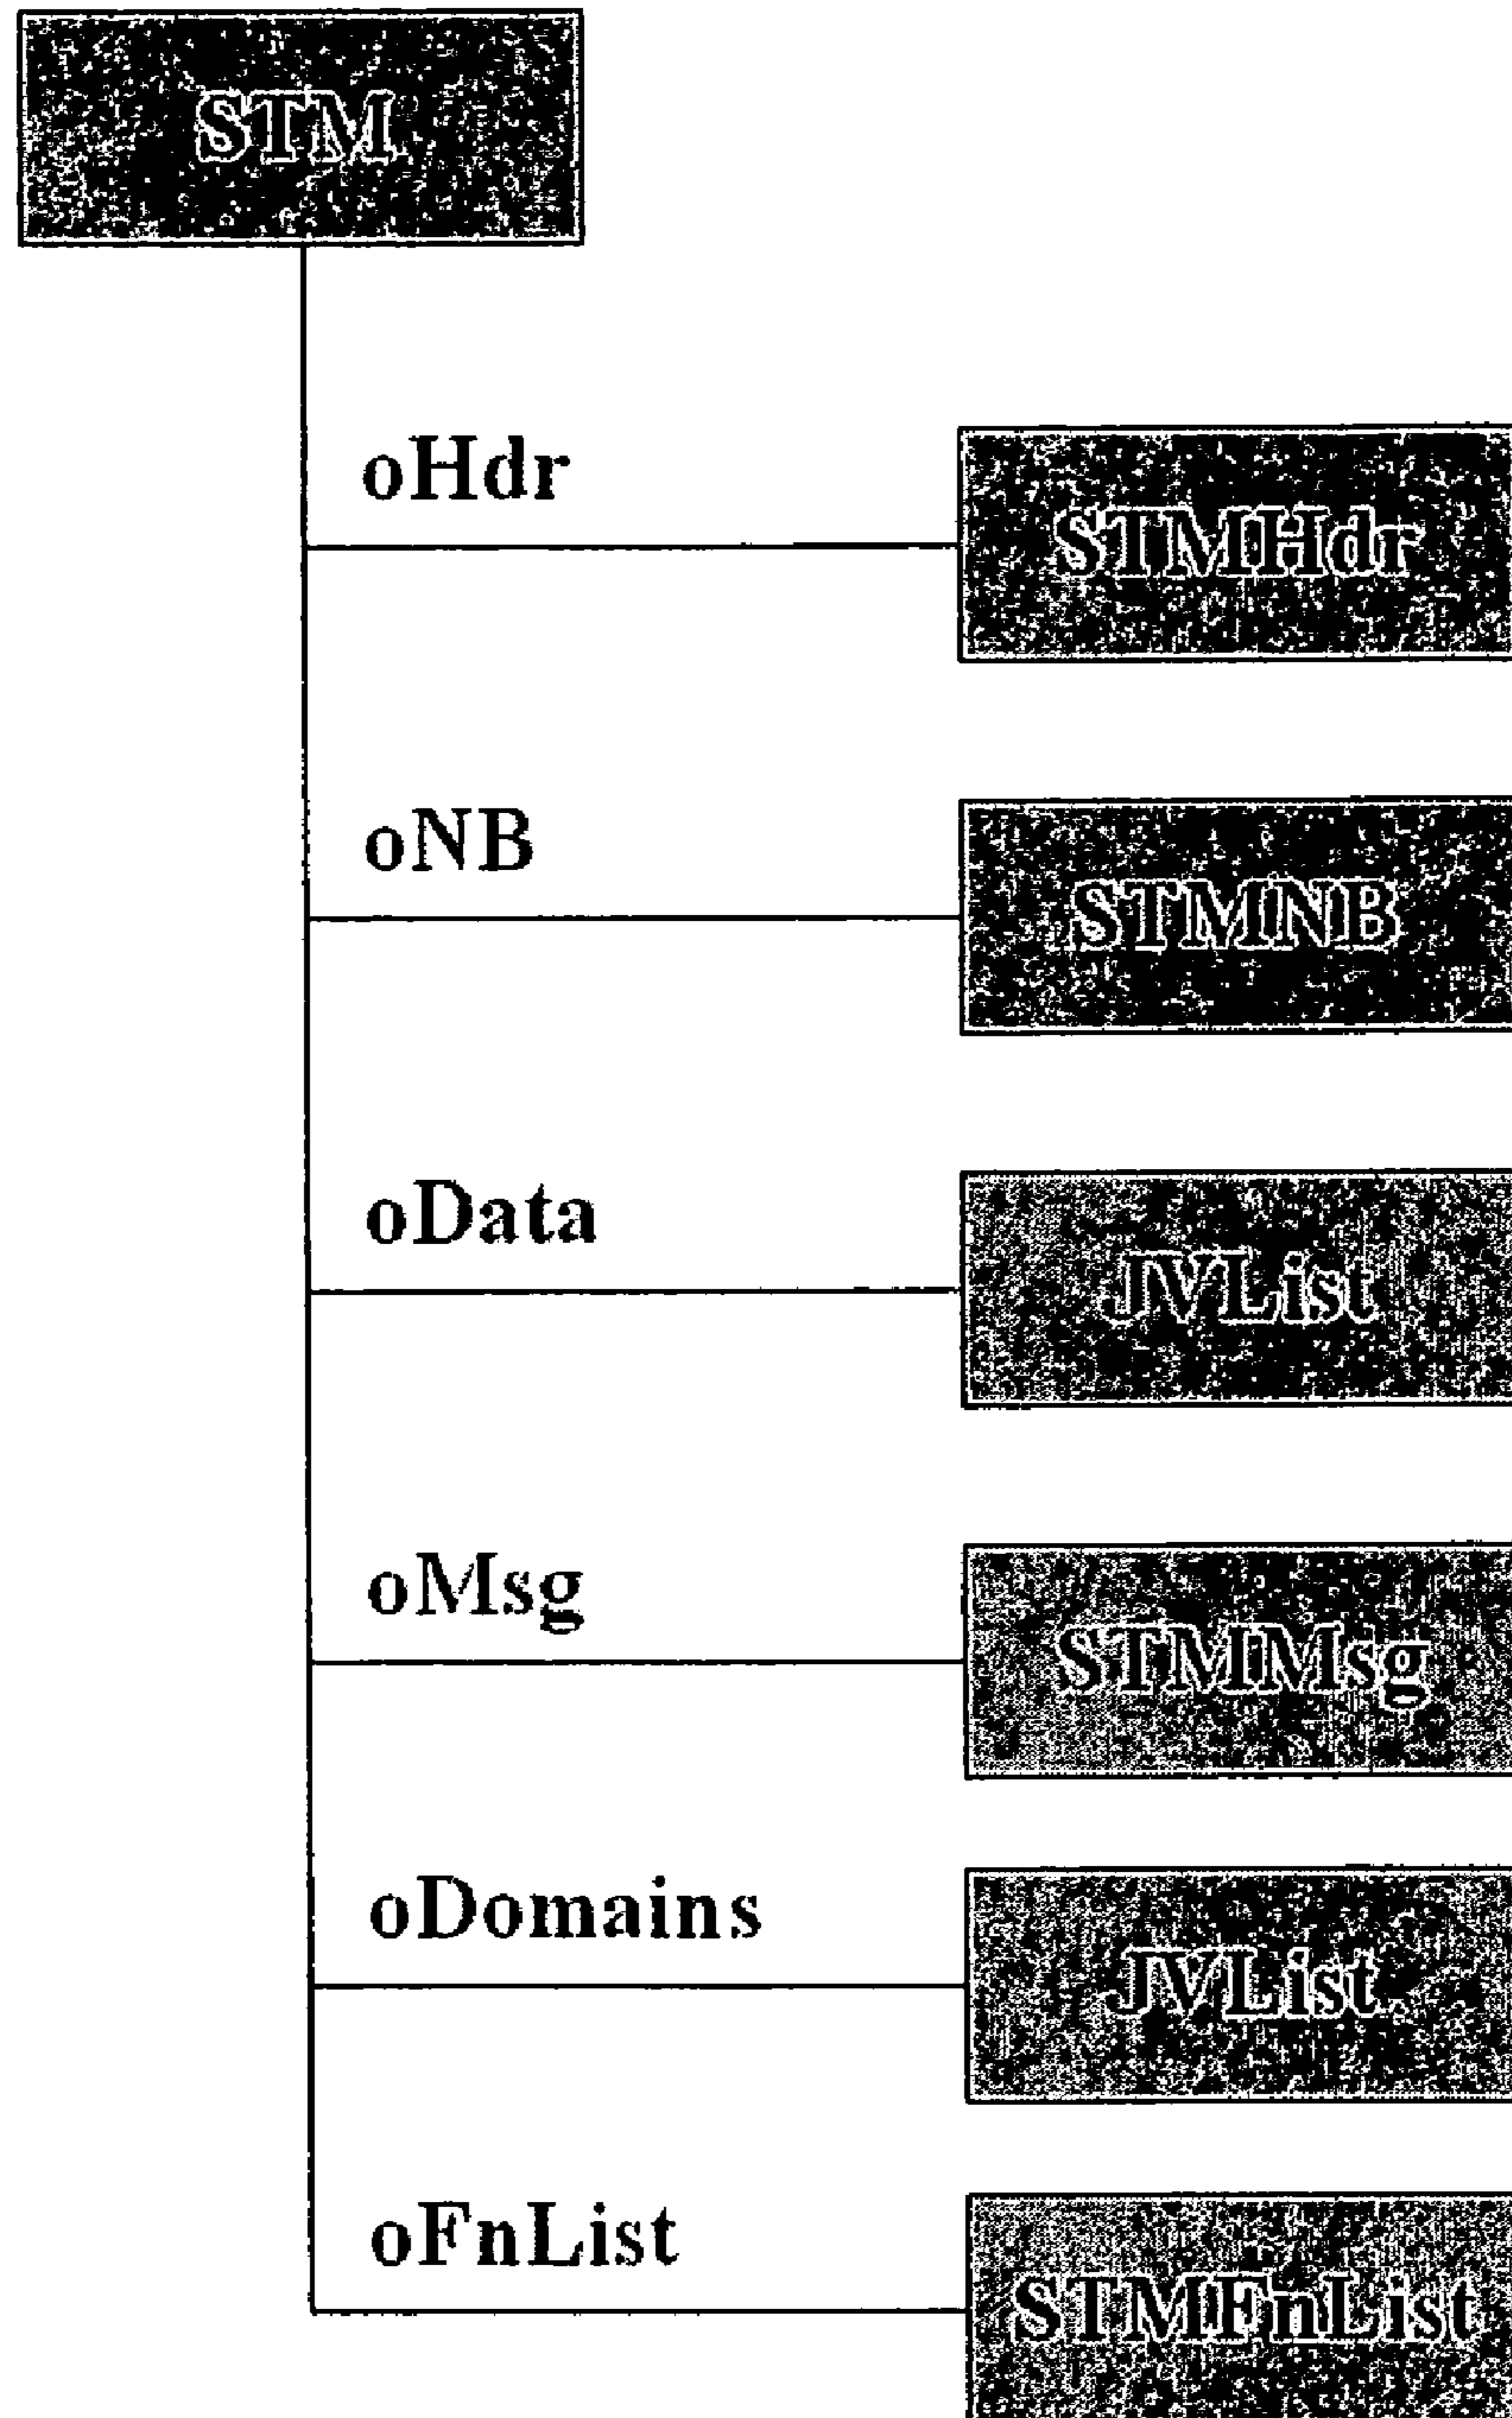 STM
oHdr
STMHdr
oNB
STMNB
oData
JVList
oMsg
STMMsg
oDomains
JVList
oFnList
STMFnList